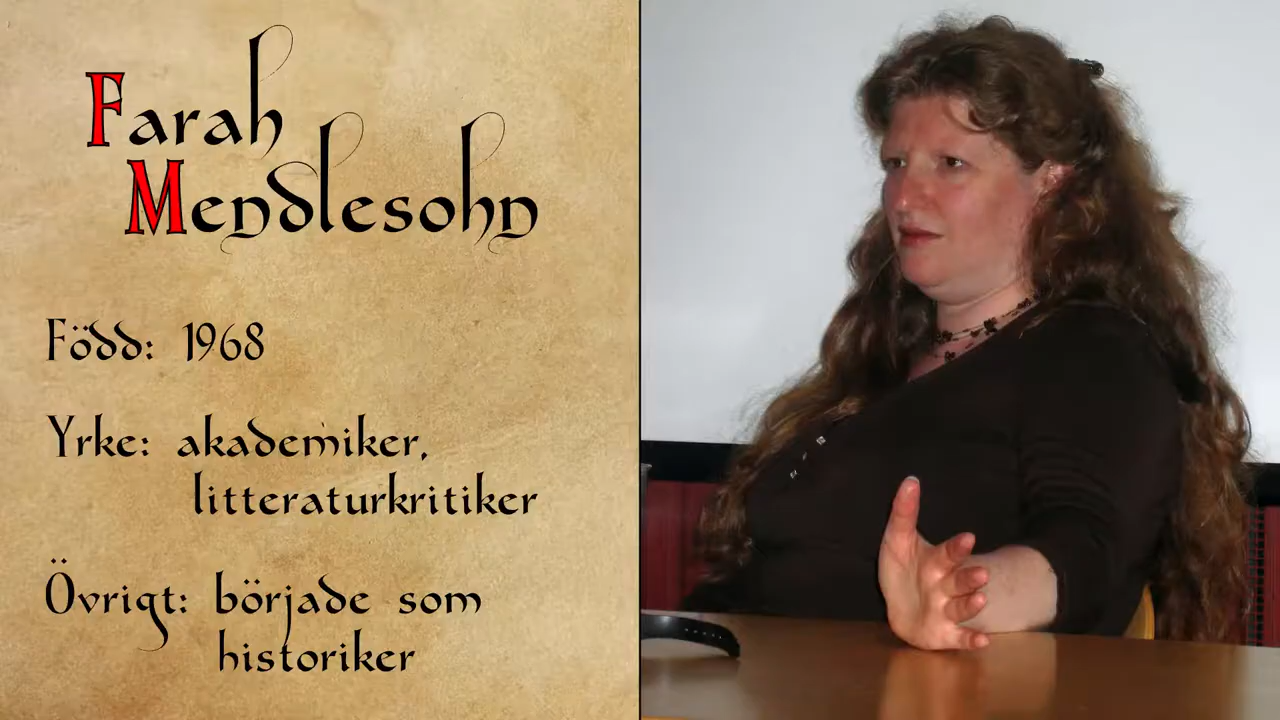 Farah
Mendlesohn
Född: 1968
Yrke: akademiker,
litteraturkritiker
Övrigt: började som
historiker